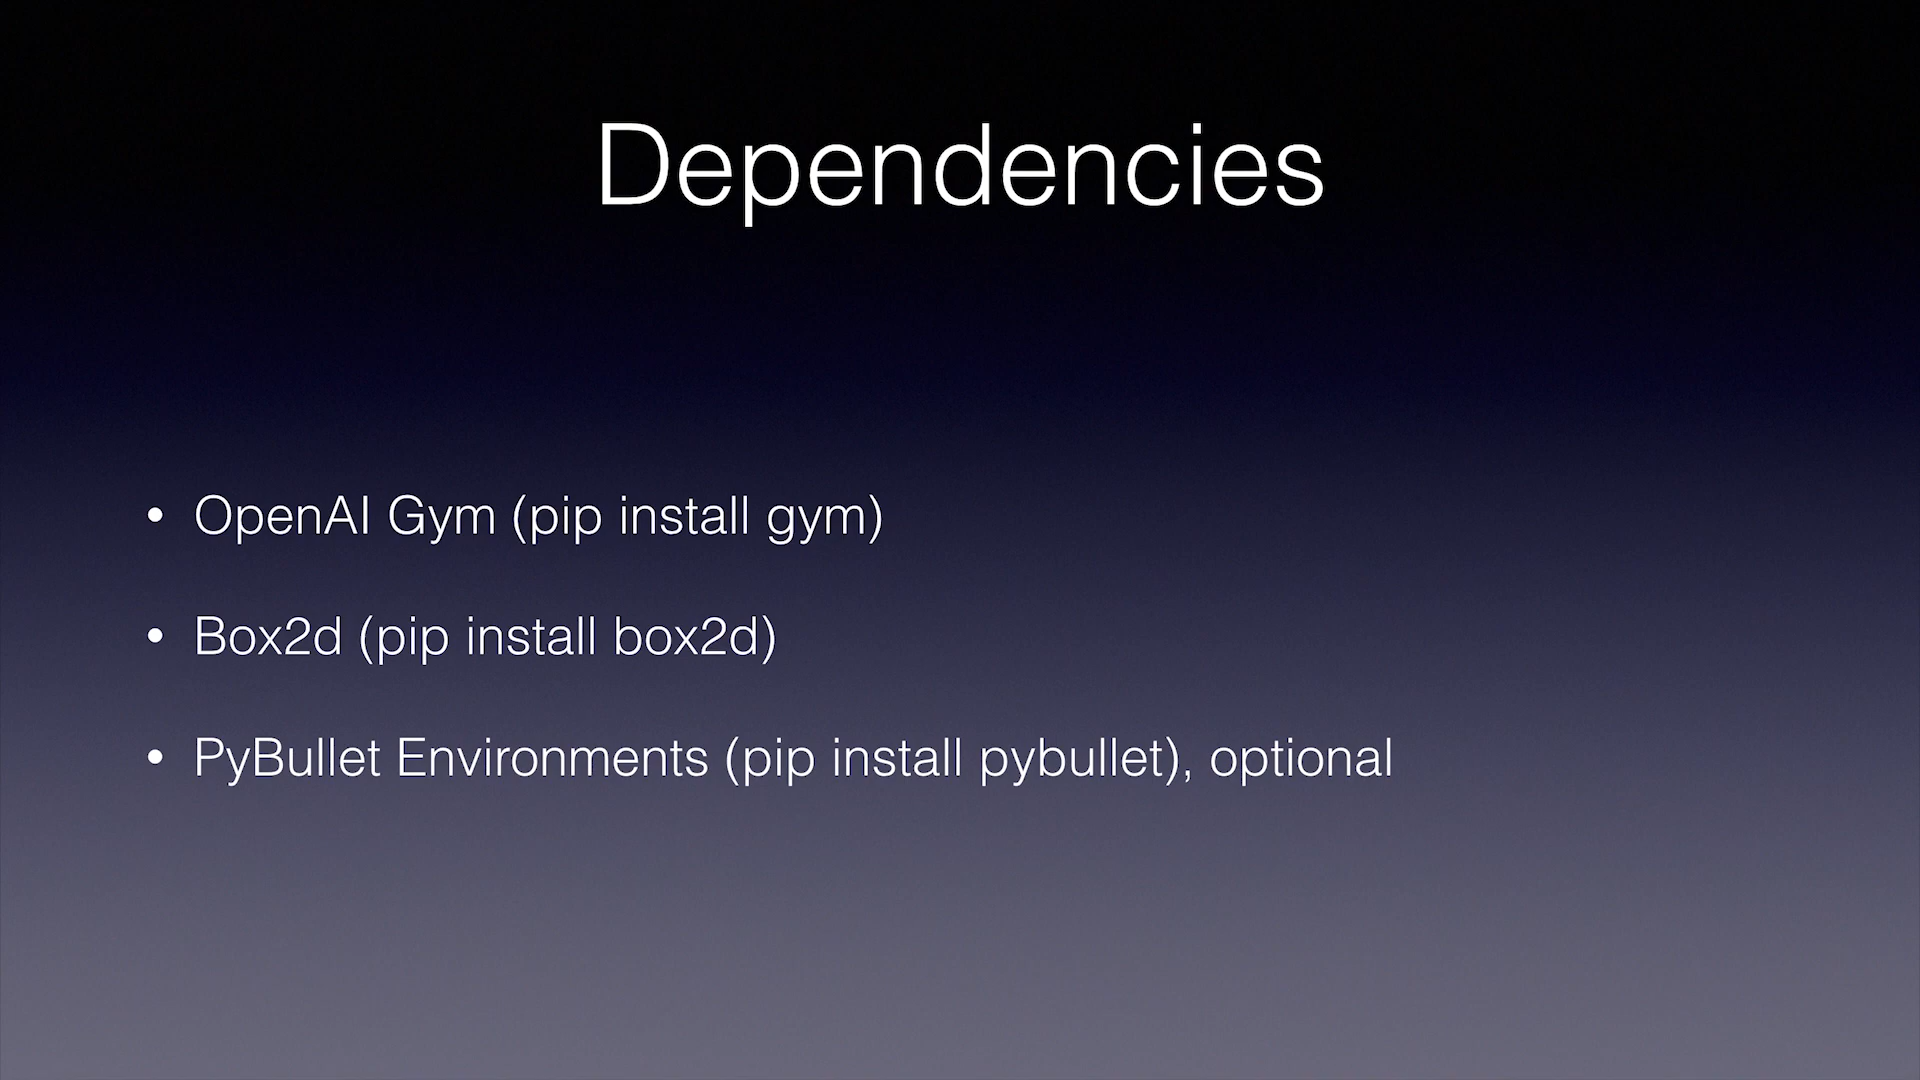 Dependencies
• OpenAI Gym (pip install gym)
• Box2d (pip install box2d)
• PyBullet Environments (pip install pybullet), optional